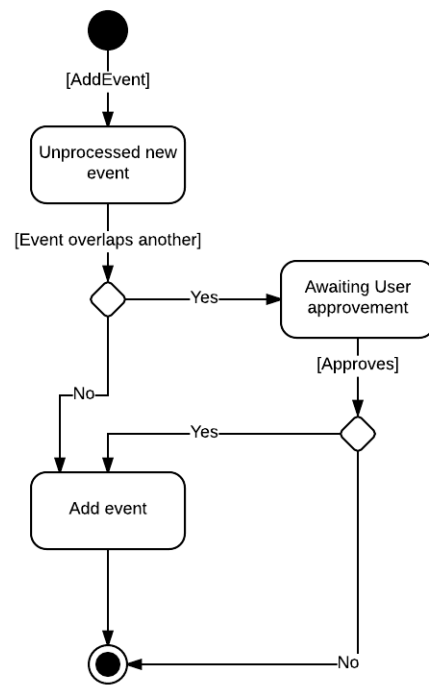 [AddEvent]
Unprocessed new
event
[Event overlaps another]
Yes
Awaiting User
approvement
[Approves]
No
Yes
Add event
No